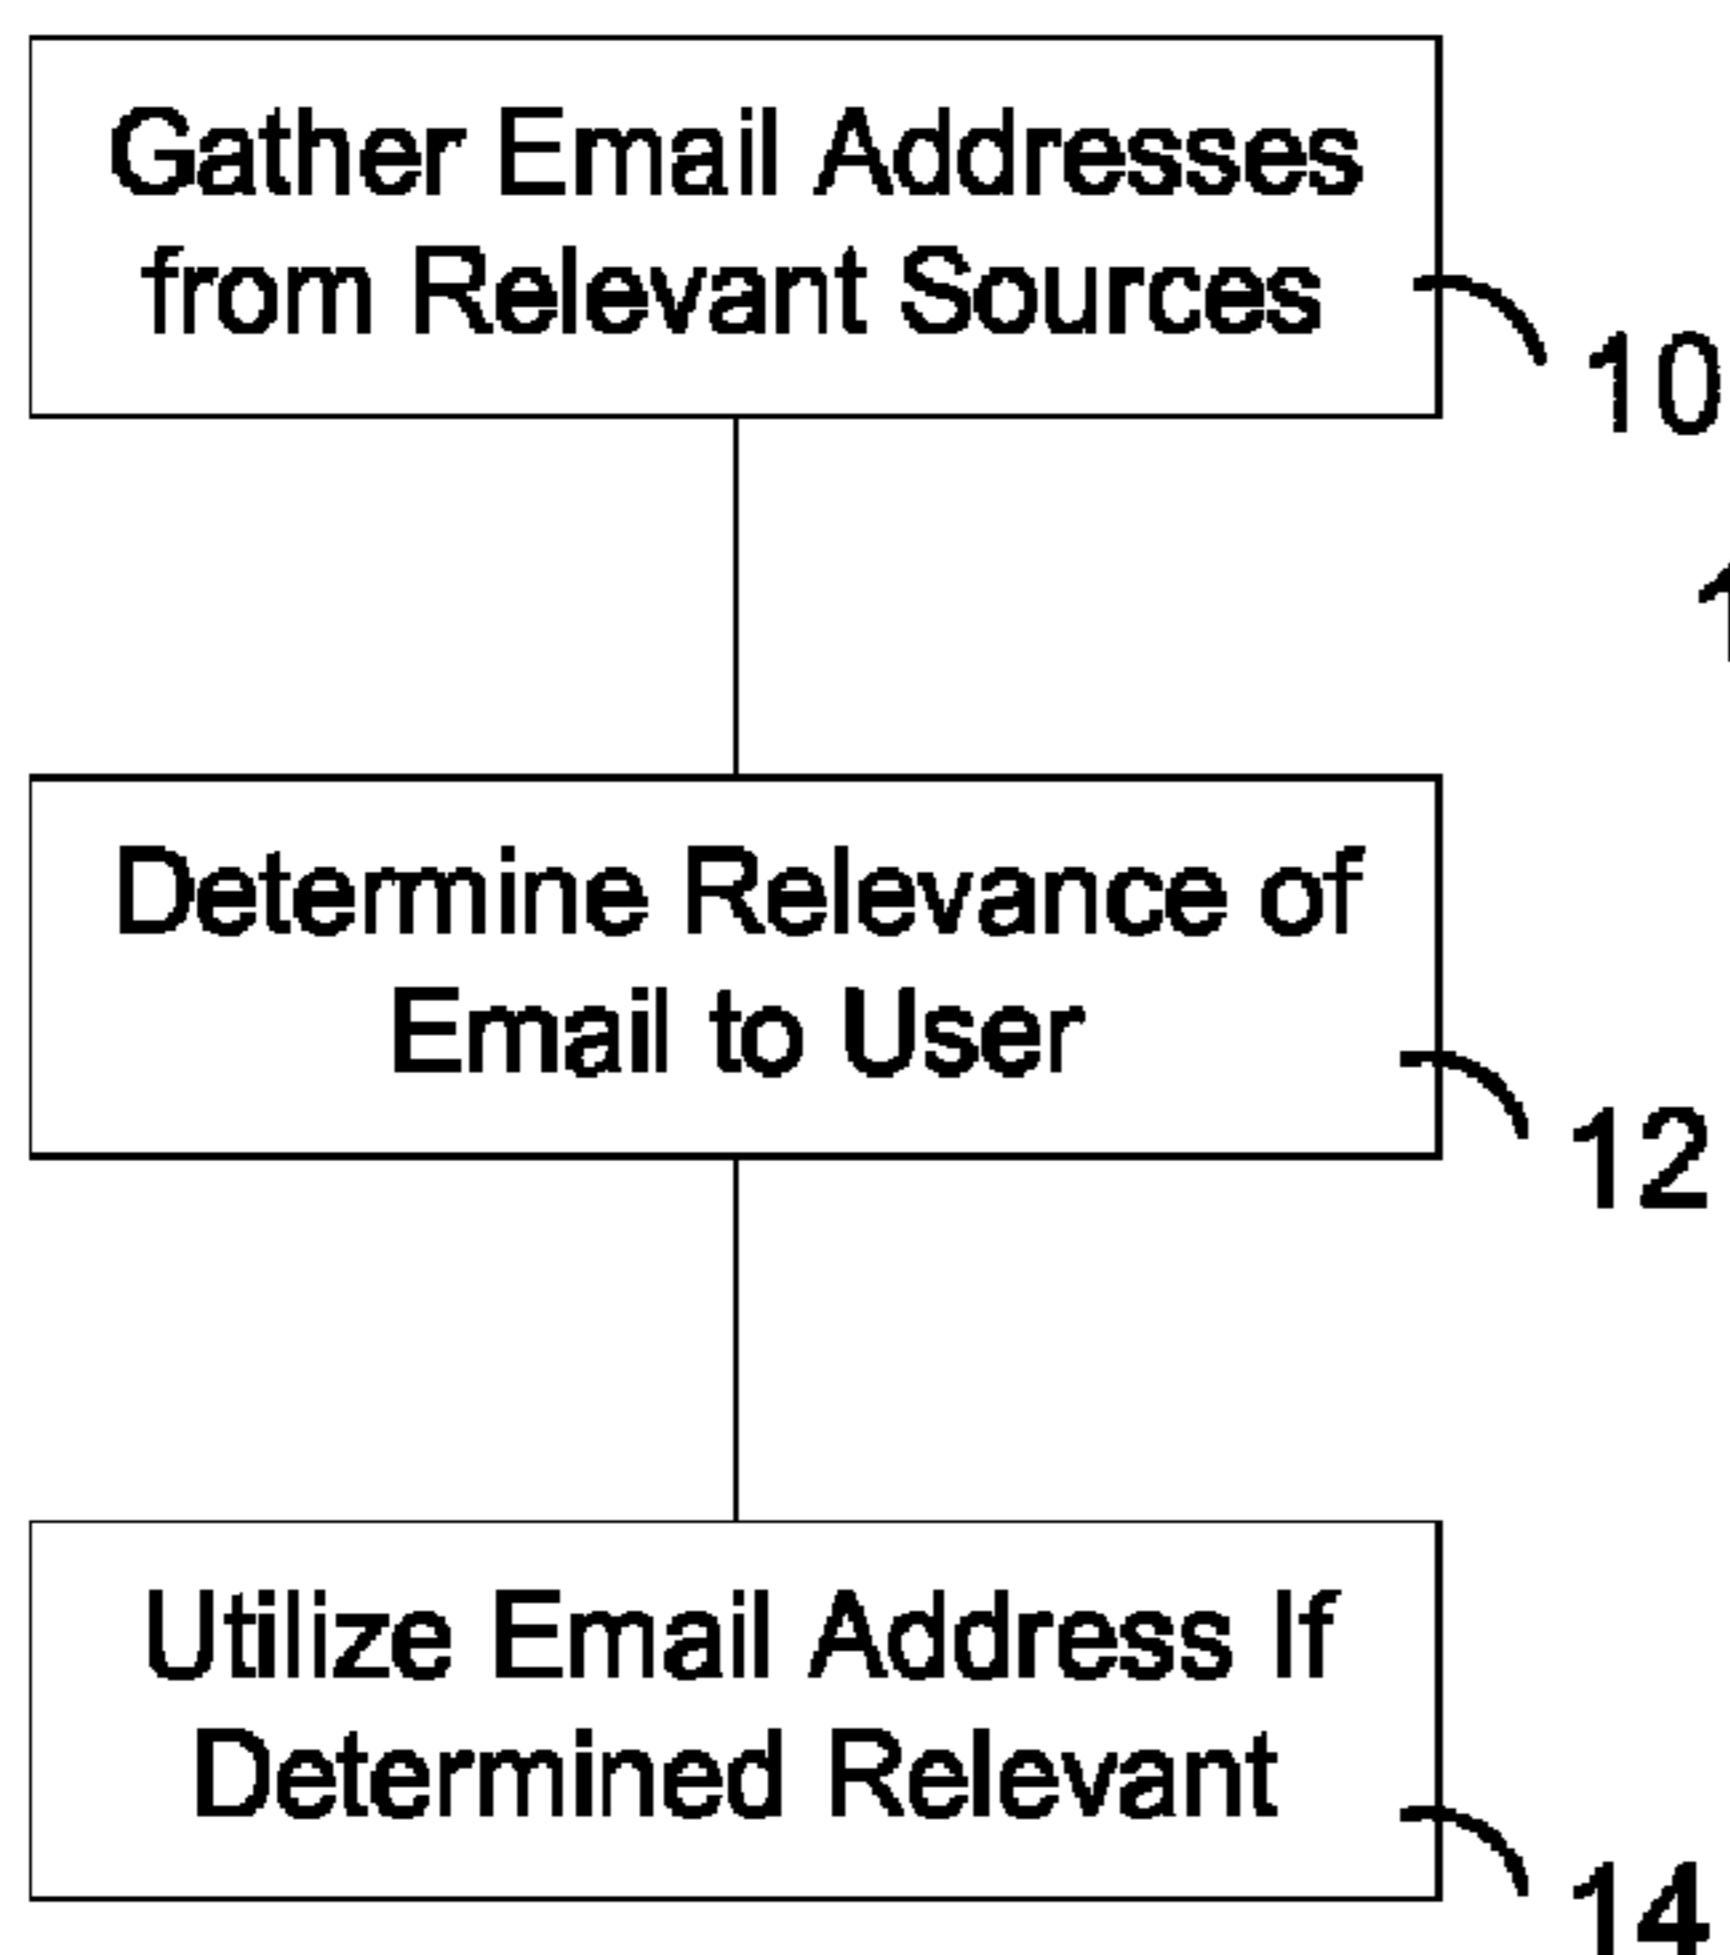 Gather Email Addresses
from Relevant Sources
10
Determine Relevance of
Email to User
12
Utilize Email Address If
Determined Relevant
14